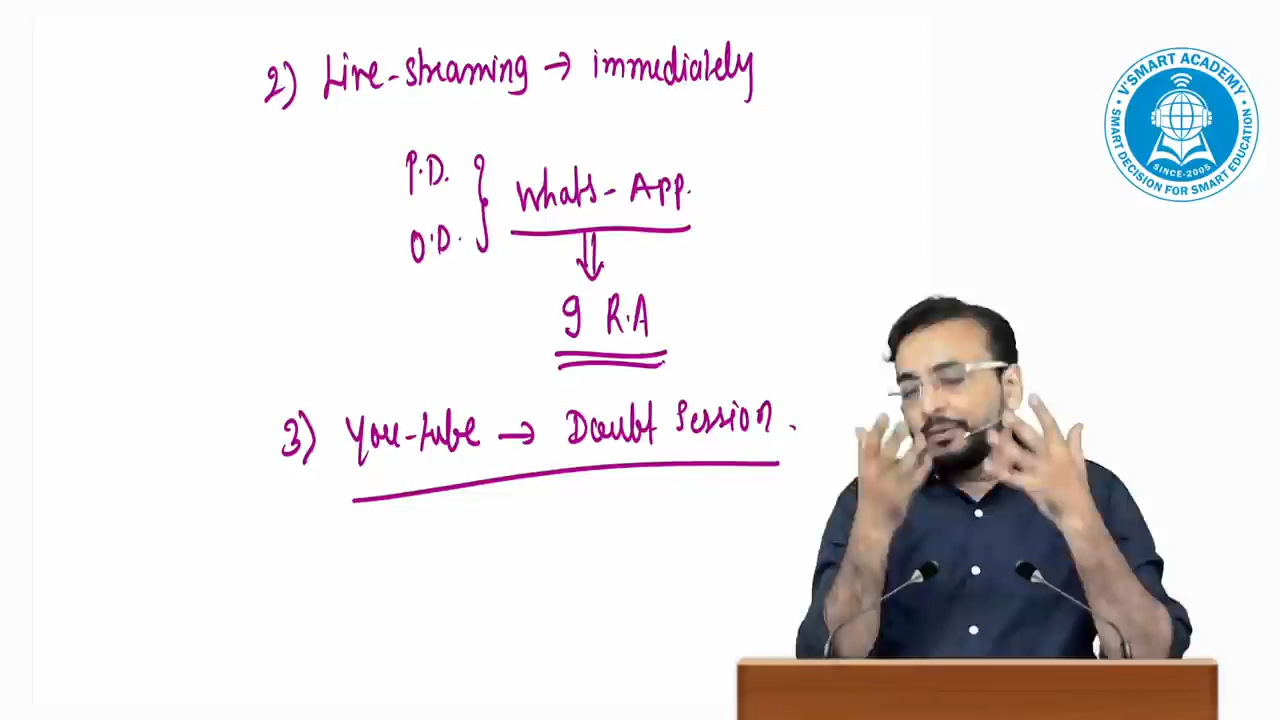 2) Live-streaming → immediately
P.D.
O.D.
} Whats-App.
⇓
9 R.A
3) You-tube → Doubt Session.
V'SMART ACADEMY
SINCE-2005
SMART DECISION FOR SMART EDUCATION